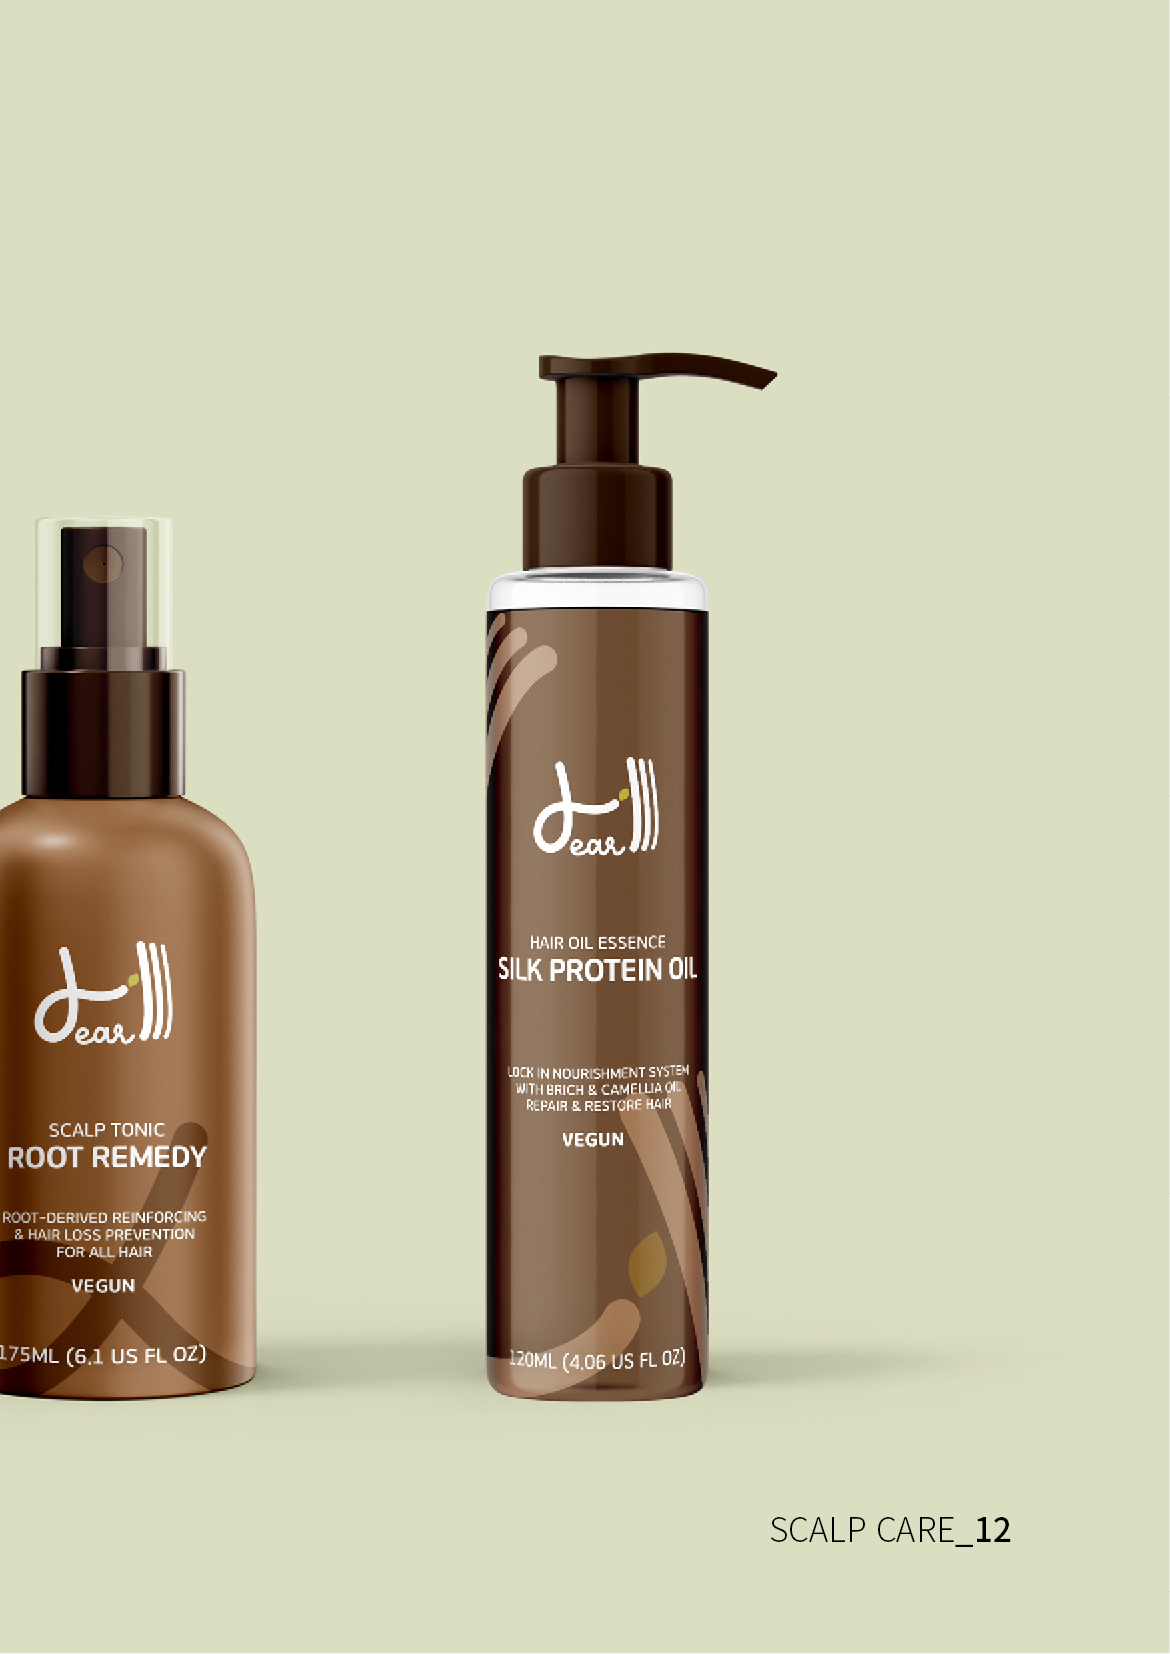 ear
SCALP TONIC
ROOT REMEDY
ROOT-DERIVED REINFORCING
& HAIR LOSS PREVENTION
FOR ALL HAIR
VEGUN
175ML (6.1 US FL OZ)
ear
HAIR OIL ESSENCE
SILK PROTEIN OIL
LOCK IN NOURISHMENT SYSTEM
WITH BRICH & CAMELLIA OIL
REPAIR & RESTORE HAIR
VEGUN
120ML (4.06 US FL OZ)
SCALP CARE_12